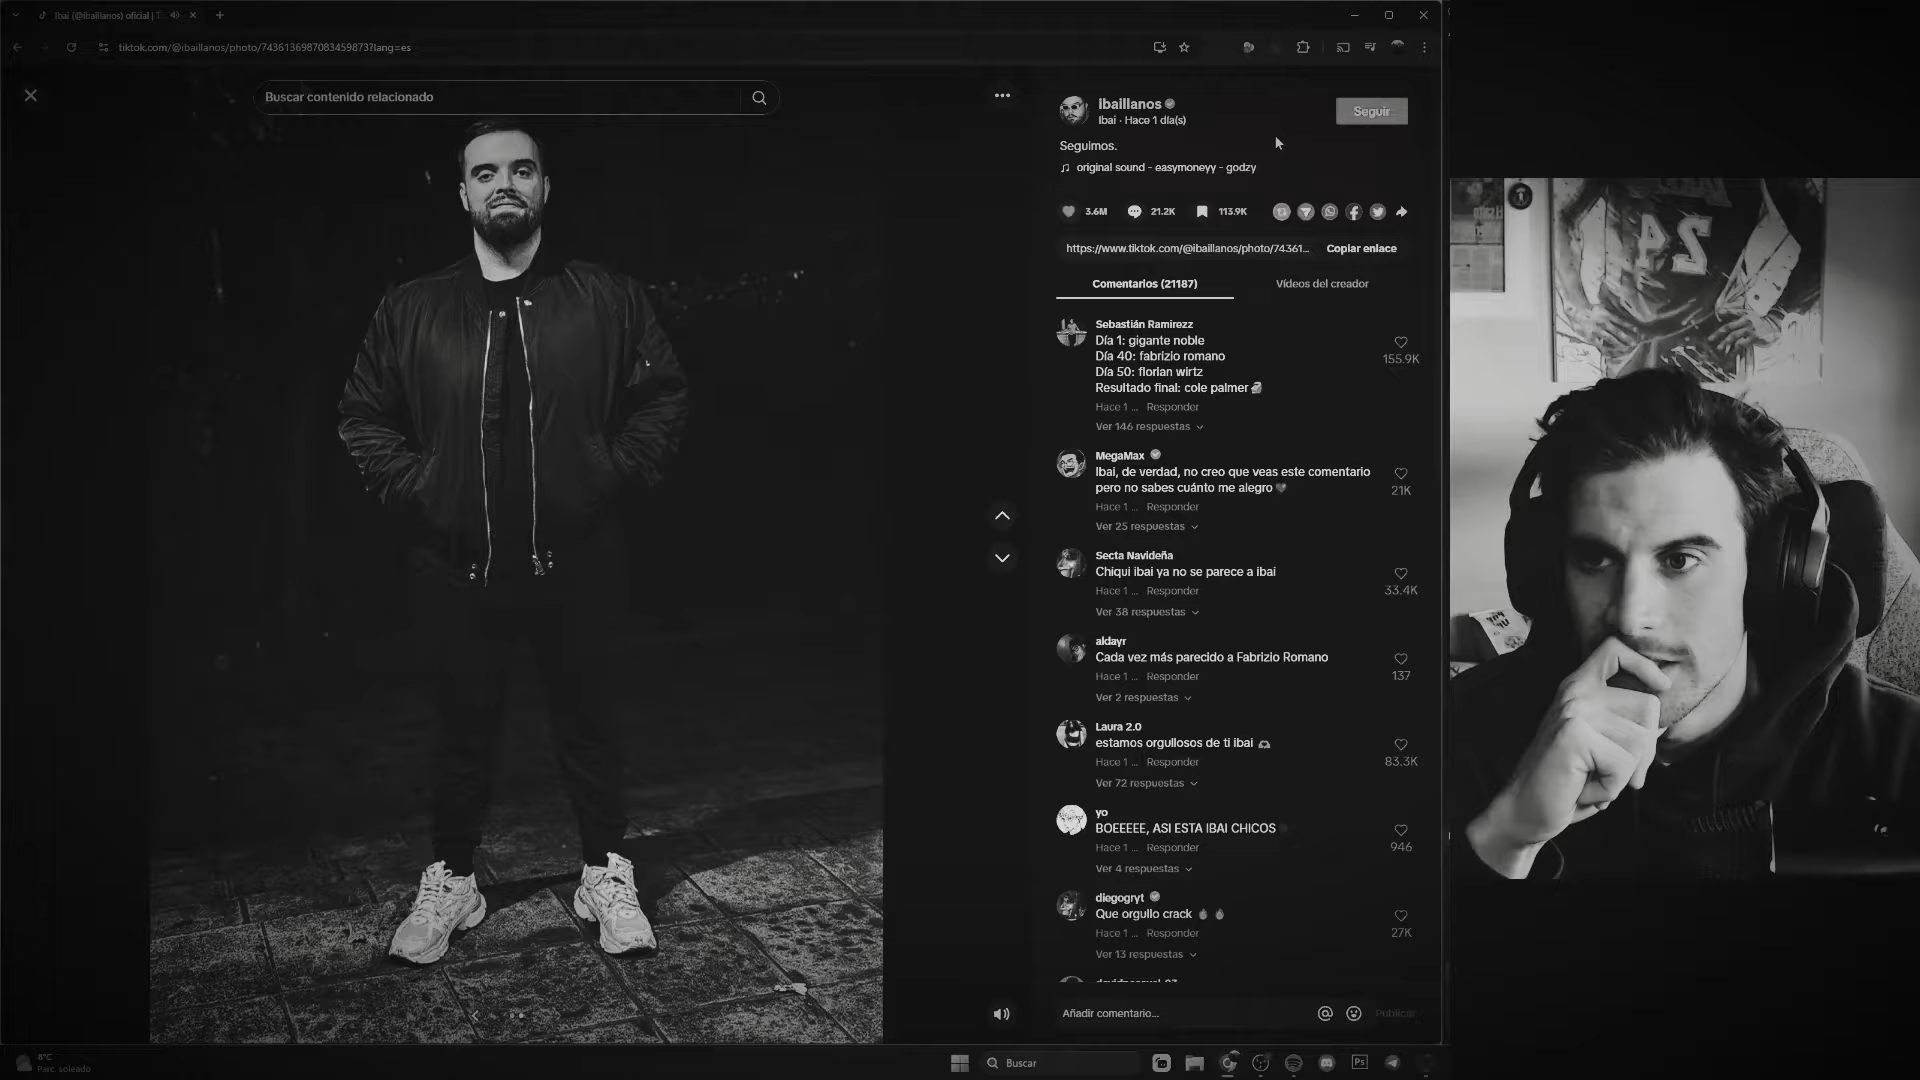 Ibai (@ibaillanos) oficial | T
tiktok.com/@ibaillanos/photo/7436136987083459873?lang=es
Buscar contenido relacionado
ibaillanos
Ibai · Hace 1 día(s)
Seguir
Seguimos.
original sound - easymoneyy - godzy
3.6M
21.2K
113.9K
https://www.tiktok.com/@ibaillanos/photo/74361...
Copiar enlace
Comentarios (21187)
Vídeos del creador
Sebastián Ramirezz
Día 1: gigante noble
Día 40: fabrizio romano
Día 50: florian wirtz
Resultado final: cole palmer🥶
155.9K
Hace 1 ... Responder
Ver 146 respuestas
MegaMax
Ibai, de verdad, no creo que veas este comentario
pero no sabes cuánto me alegro
21K
Hace 1 ... Responder
Ver 25 respuestas
Secta Navideña
Chiqui ibai ya no se parece a ibai
33.4K
Hace 1 ... Responder
Ver 38 respuestas
aldayr
Cada vez más parecido a Fabrizio Romano
137
Hace 1 ... Responder
Ver 2 respuestas
Laura 2.0
estamos orgullosos de ti ibai
83.3K
Hace 1 ... Responder
Ver 72 respuestas
yo
BOEEEEE, ASI ESTA IBAI CHICOS
946
Hace 1 ... Responder
Ver 4 respuestas
diegogryt
Que orgullo crack
27K
Hace 1 ... Responder
Ver 13 respuestas
Añadir comentario...
Publicar
8°C
Parc. soleado
Buscar
Ps